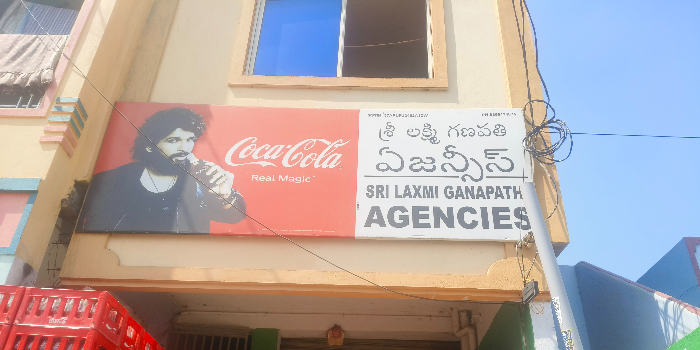 Coca-Cola
Real Magic
శ్రీ లక్ష్మి గణపతి
ఏజన్సీస్
SRI LAXMI GANAPATH
AGENCIES